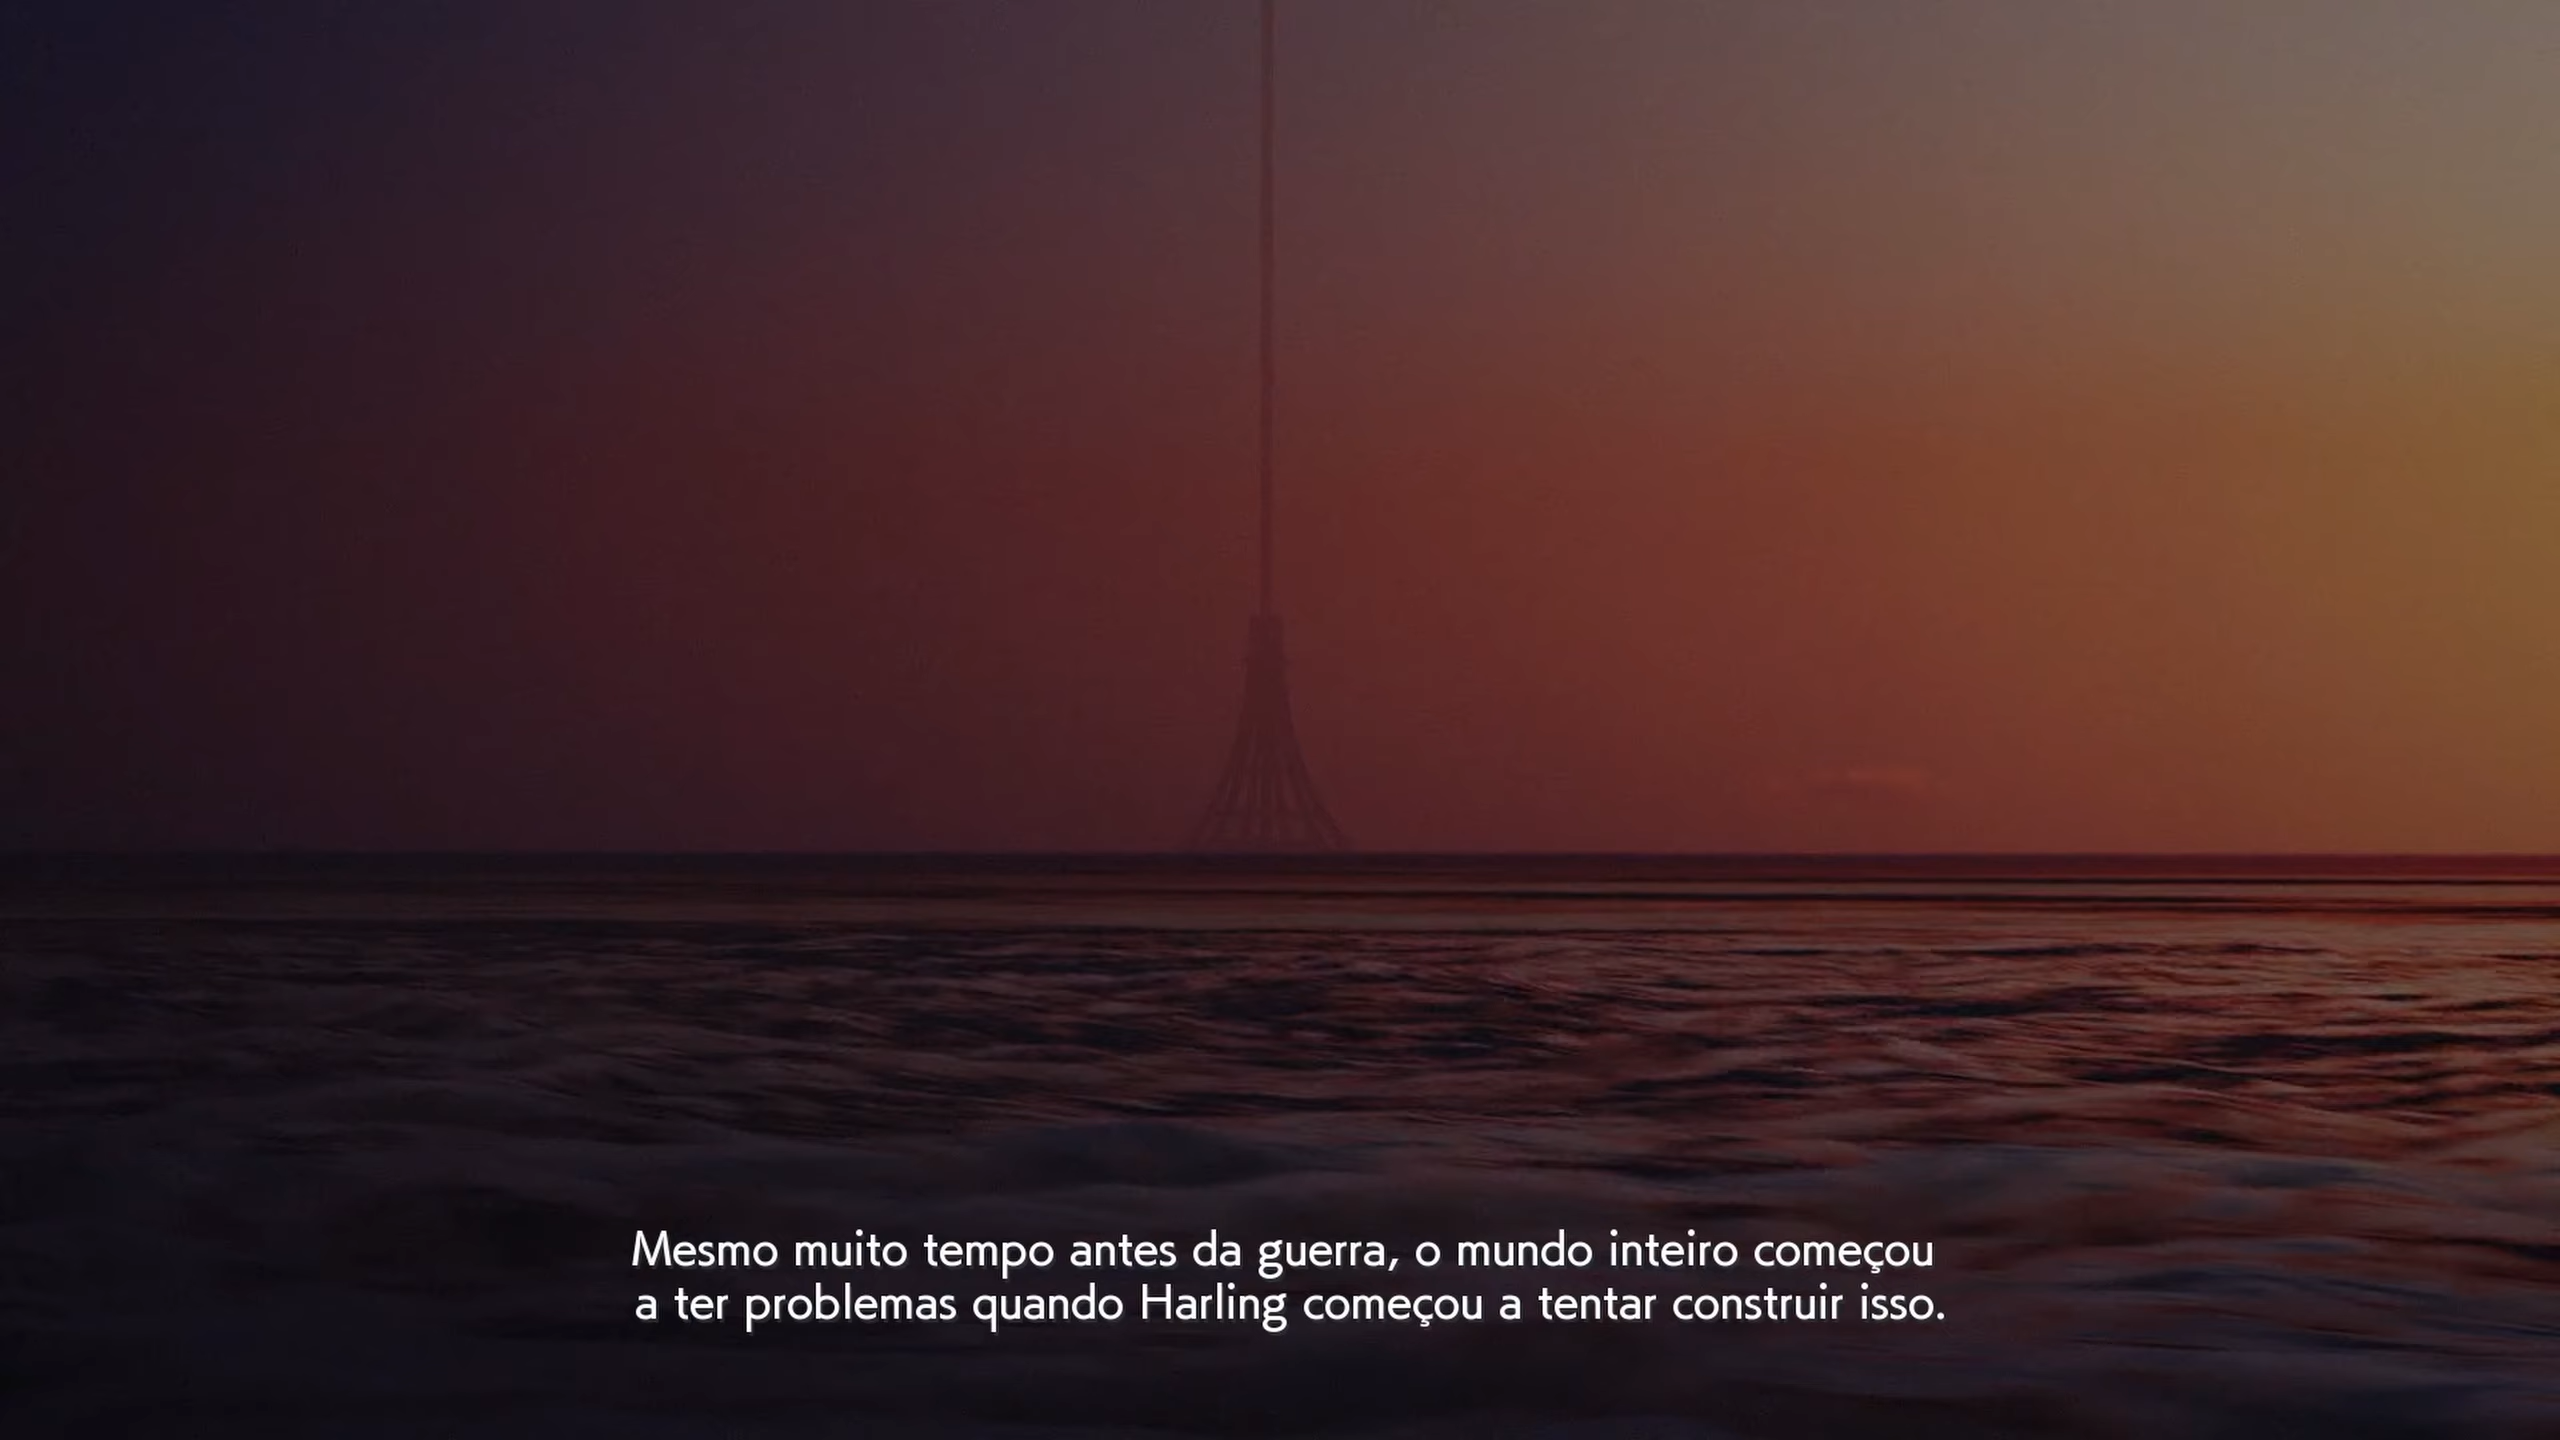 Mesmo muito tempo antes da guerra, o mundo inteiro começou
a ter problemas quando Harling começou a tentar construir isso.